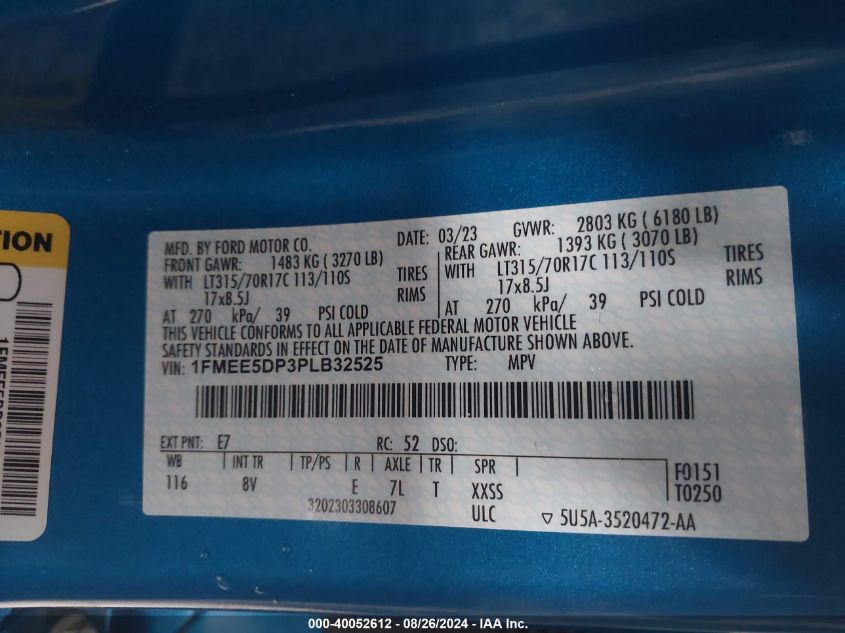 TION
MFD. BY FORD MOTOR CO. DATE: 03/23 GVWR: 2803 KG ( 6180 LB)
FRONT GAWR: 1483 KG ( 3270 LB) REAR GAWR: 1393 KG ( 3070 LB)
WITH LT315/70R17C 113/110S TIRES WITH LT315/70R17C 113/110S TIRES
17x8.5J RIMS 17x8.5J RIMS
AT 270 kPa/ 39 PSI COLD AT 270 kPa/ 39 PSI COLD
THIS VEHICLE CONFORMS TO ALL APPLICABLE FEDERAL MOTOR VEHICLE
SAFETY STANDARDS IN EFFECT ON THE DATE OF MANUFACTURE SHOWN ABOVE.
VIN: 1FMEE5DP3PLB32525 TYPE: MPV
EXT PNT: E7 RC: 52 DSO:
WB INT TR TP/PS R AXLE TR SPR F0151
116 8V E 7L T XXSS T0250
3202303308607 ULC 5U5A-3520472-AA
000-40052612 - 08/26/2024 - IAA Inc.